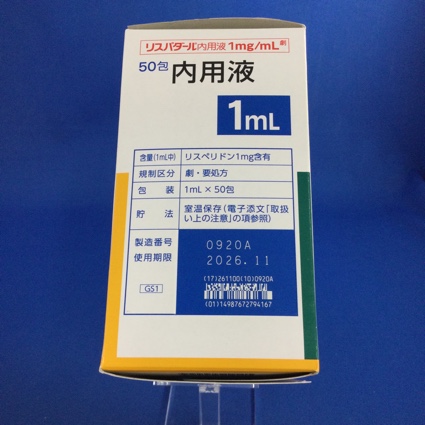 リスパダール内用液1mg/mL 劇
50包 内用液
1mL
含量(1mL中) リスペリドン1mg含有
規制区分 劇・要処方
包装 1mL×50包
貯法 室温保存(電子添文「取扱い上の注意」の項参照)
製造番号 0920A
使用期限 2026.11
(17)261100(10)0920A
GS1
(01)14987672794167